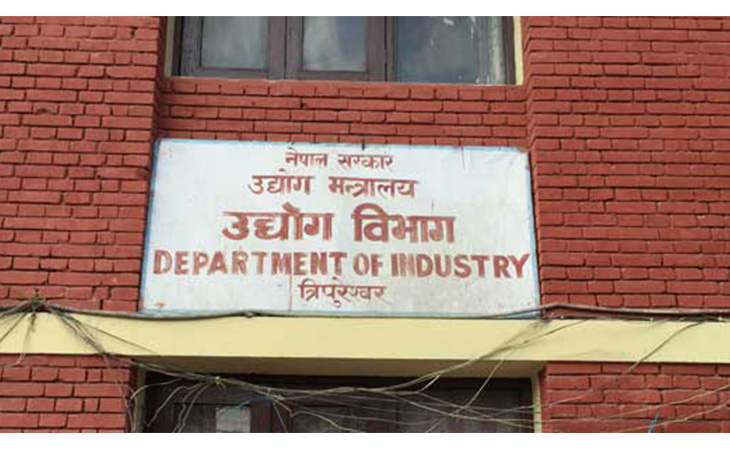 नेपाल सरकार
उद्योग मन्त्रालय
उद्योग विभाग
DEPARTMENT OF INDUSTRY
त्रिपुरेश्वर